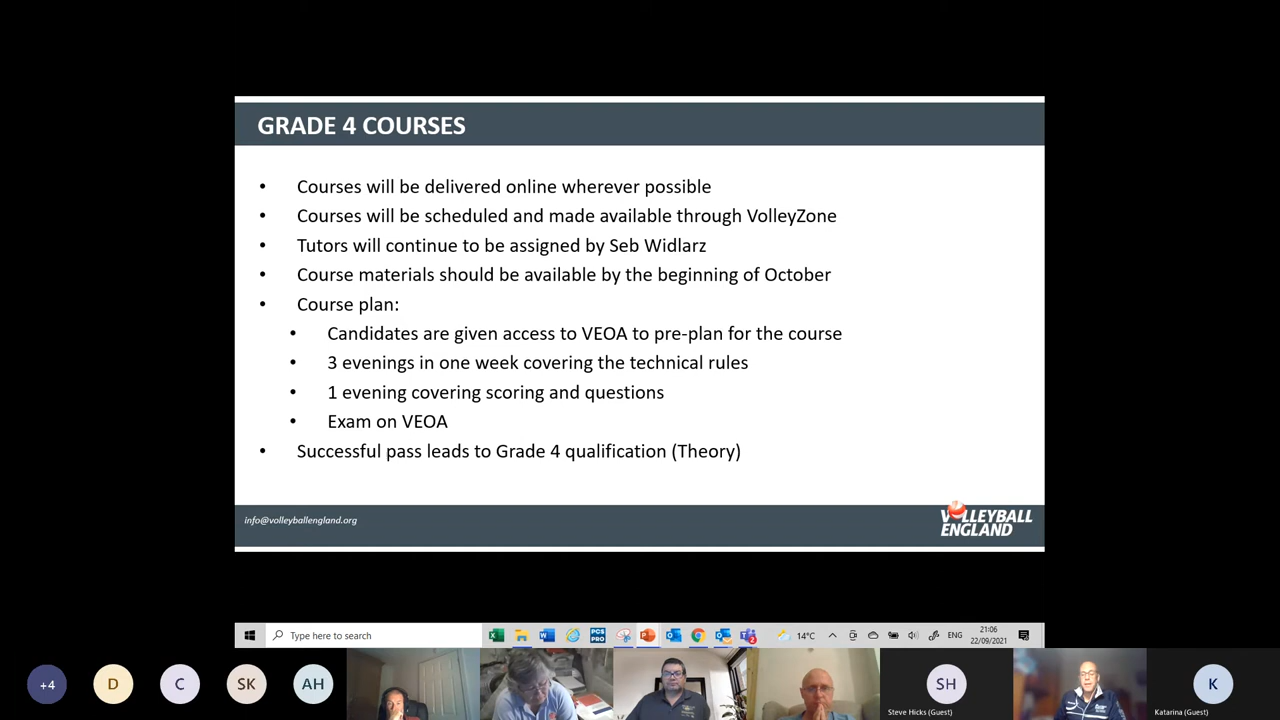 GRADE 4 COURSES
• Courses will be delivered online wherever possible
• Courses will be scheduled and made available through VolleyZone
• Tutors will continue to be assigned by Seb Widlarz
• Course materials should be available by the beginning of October
• Course plan:
• Candidates are given access to VEOA to pre-plan for the course
• 3 evenings in one week covering the technical rules
• 1 evening covering scoring and questions
• Exam on VEOA
• Successful pass leads to Grade 4 qualification (Theory)
info@volleyballengland.org
VOLLEYBALL
ENGLAND
Type here to search
PCS
PRO
14°C
ENG
21:06
22/09/2021
+4
D
C
SK
AH
SH
K
Steve Hicks (Guest)
Katarina (Guest)